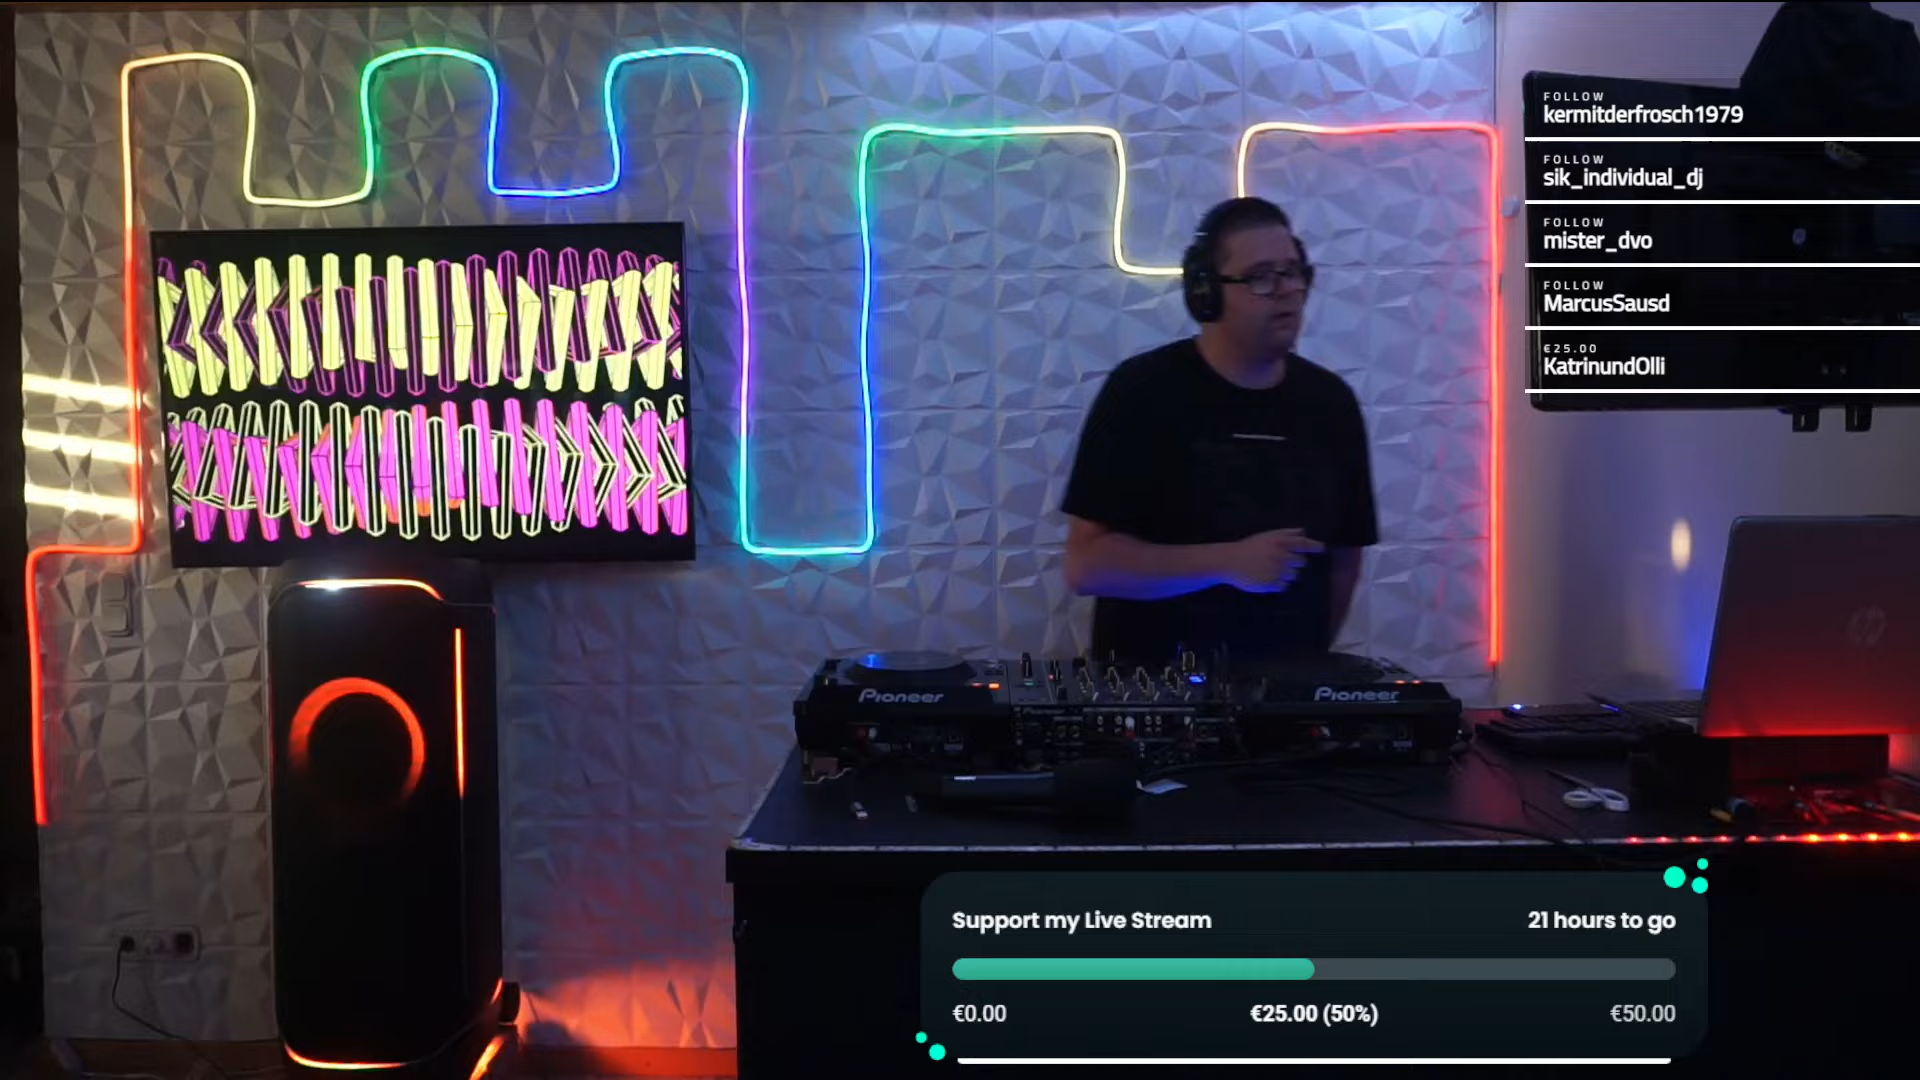 FOLLOW
kermitderfrosch1979
FOLLOW
sik_individual_dj
FOLLOW
mister_dvo
FOLLOW
MarcusSausd
€25.00
KatrinundOlli
Pioneer
Pioneer
hp
Support my Live Stream
21 hours to go
€0.00
€25.00 (50%)
€50.00